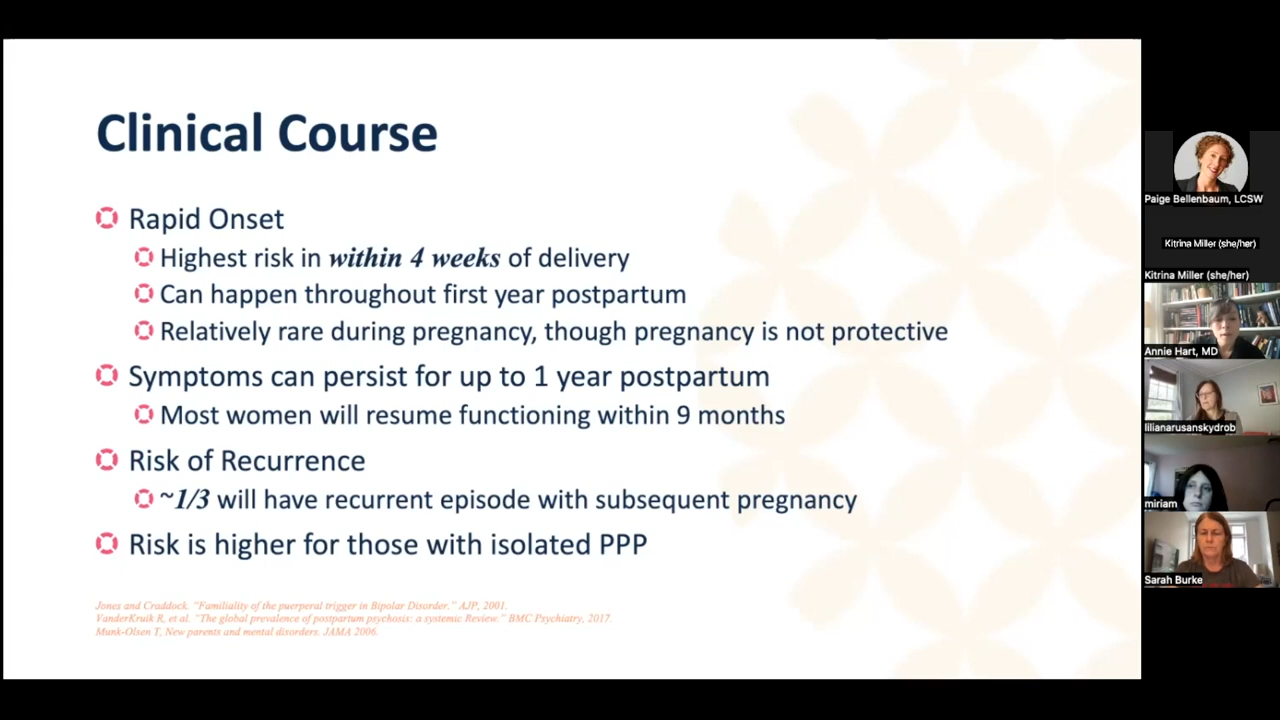 Clinical Course
Rapid Onset
Highest risk in within 4 weeks of delivery
Can happen throughout first year postpartum
Relatively rare during pregnancy, though pregnancy is not protective
Symptoms can persist for up to 1 year postpartum
Most women will resume functioning within 9 months
Risk of Recurrence
~1/3 will have recurrent episode with subsequent pregnancy
Risk is higher for those with isolated PPP
Jones and Craddock. "Familiality of the puerperal trigger in Bipolar Disorder." AJP, 2001.
VanderKruik R, et al. "The global prevalence of postpartum psychosis: a systemic Review." BMC Psychiatry, 2017.
Munk-Olsen T, New parents and mental disorders. JAMA 2006.
Paige Bellenbaum, LCSW
Kitrina Miller (she/her)
Kitrina Miller (she/her)
Annie Hart, MD
lilianarusanskydrob
miriam
Sarah Burke